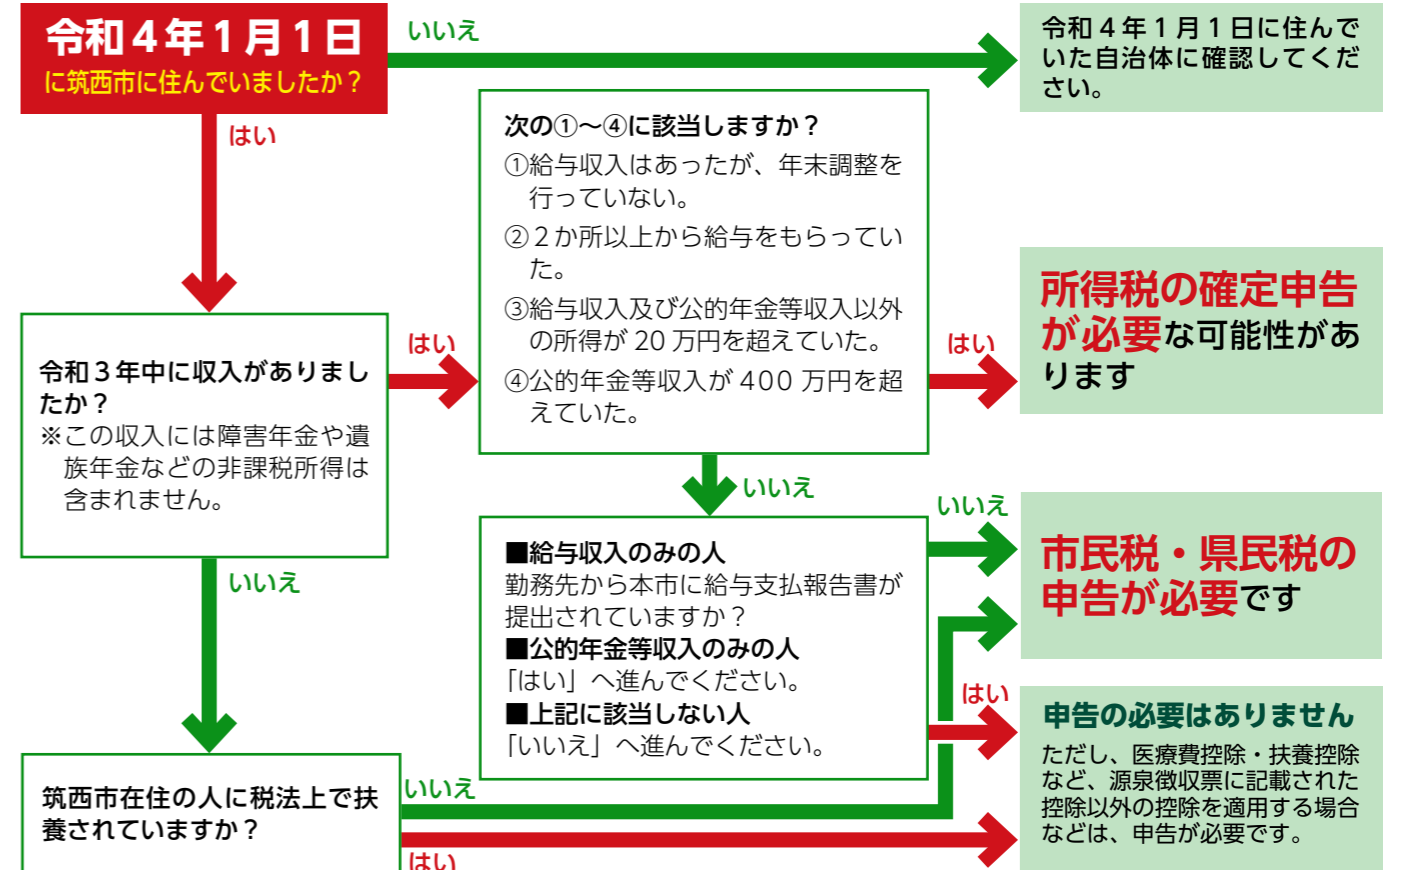 令和４年１月１日
に筑西市に住んでいましたか？
いいえ
令和４年１月１日に住んで
いた自治体に確認してくだ
さい。
はい
次の①～④に該当しますか？
①給与収入はあったが、年末調整を
行っていない。
②２か所以上から給与をもらってい
た。
③給与収入及び公的年金等収入以外
の所得が 20 万円を超えていた。
④公的年金等収入が 400 万円を超
えていた。
はい
所得税の確定申告
が必要な可能性があ
ります
令和３年中に収入がありまし
たか？
※この収入には障害年金や遺
族年金などの非課税所得は
含まれません。
はい
いいえ
■給与収入のみの人
勤務先から本市に給与支払報告書が
提出されていますか？
■公的年金等収入のみの人
「はい」へ進んでください。
■上記に該当しない人
「いいえ」へ進んでください。
いいえ
市民税・県民税の
申告が必要です
いいえ
はい
申告の必要はありません
ただし、医療費控除・扶養控除
など、源泉徴収票に記載された
控除以外の控除を適用する場合
などは、申告が必要です。
筑西市在住の人に税法上で扶
養されていますか？
いいえ
はい